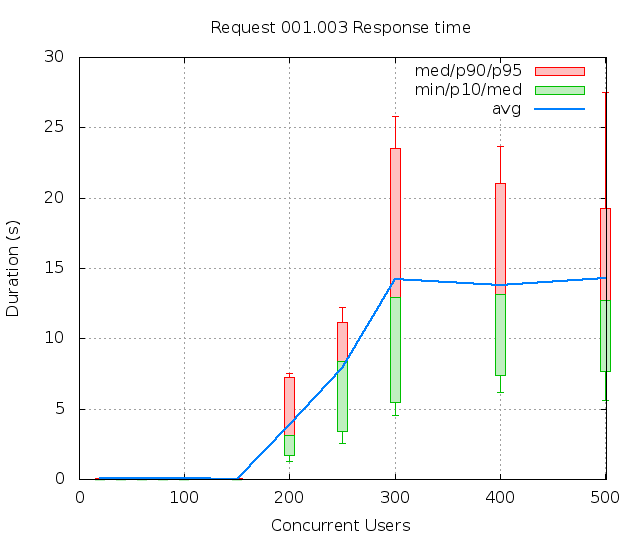 Request 001.003 Response time
30
25
20
15
10
5
0
Duration (s)
med/p90/p95
min/p10/med
avg
0 100 200 300 400 500
Concurrent Users